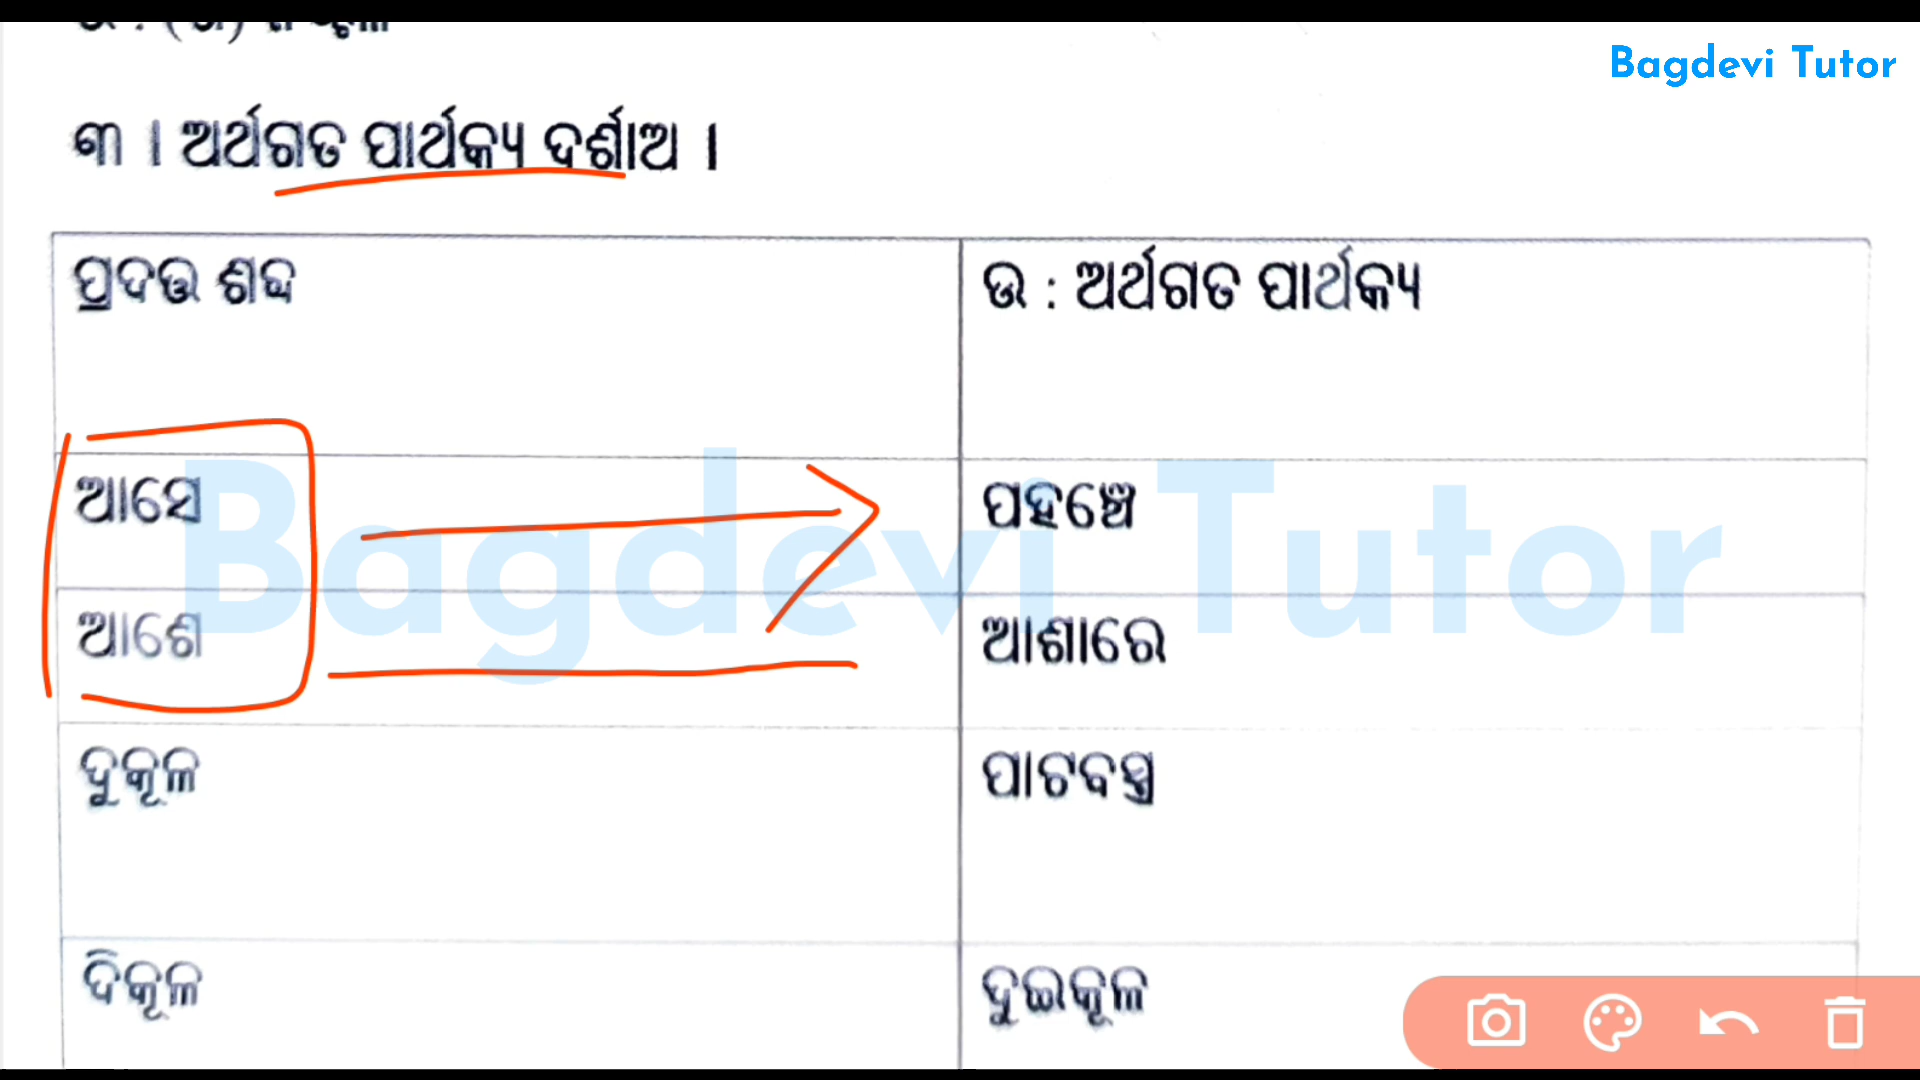 Bagdevi Tutor
୩ । ଅର୍ଥଗତ ପାର୍ଥକ୍ୟ ଦର୍ଶାଅ ।
ପ୍ରଦତ୍ତ ଶବ୍ଦ
ଉ : ଅର୍ଥଗତ ପାର୍ଥକ୍ୟ
ଆସେ
ପହଞ୍ଚେ
ଆଶେ
ଆଶାରେ
ଦୁକୂଳ
ପାଟବସ୍ତ୍ର
ଦିକୂଳ
ଦୁଇକୂଳ
Bagdevi Tutor